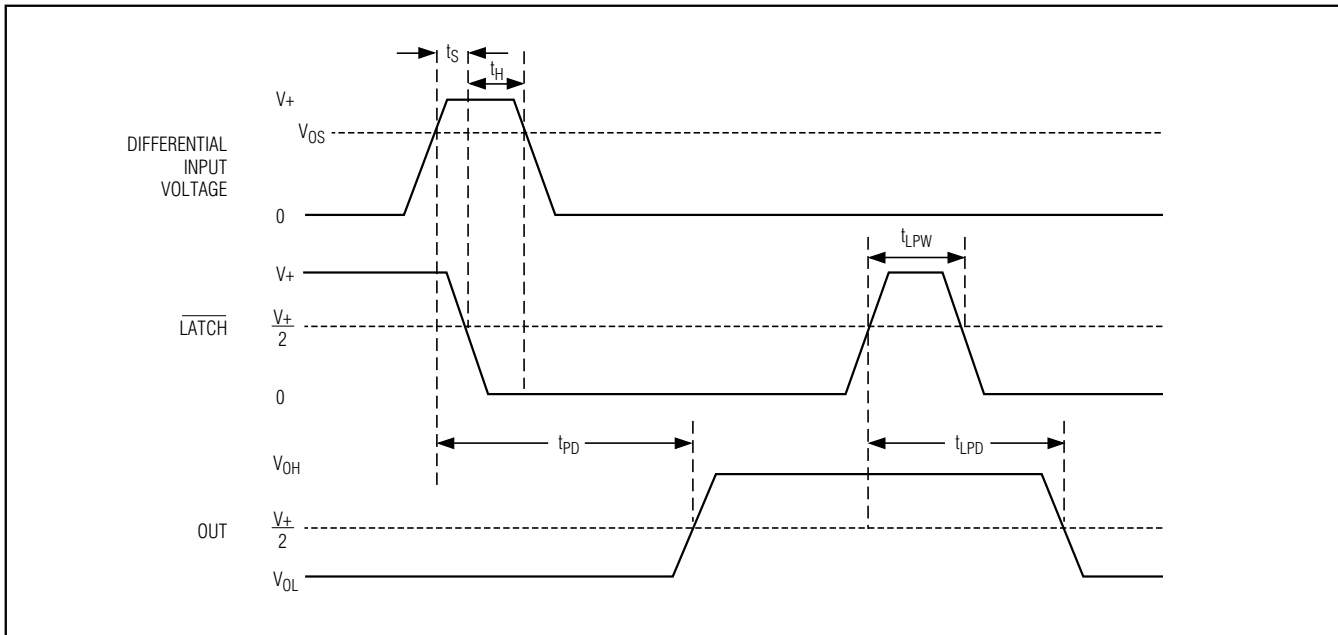 tS
tH
V+
VOS
DIFFERENTIAL
INPUT
VOLTAGE
0
tLPW
V+
LATCH
V+
2
0
tPD
tLPD
VOH
V+
2
OUT
VOL